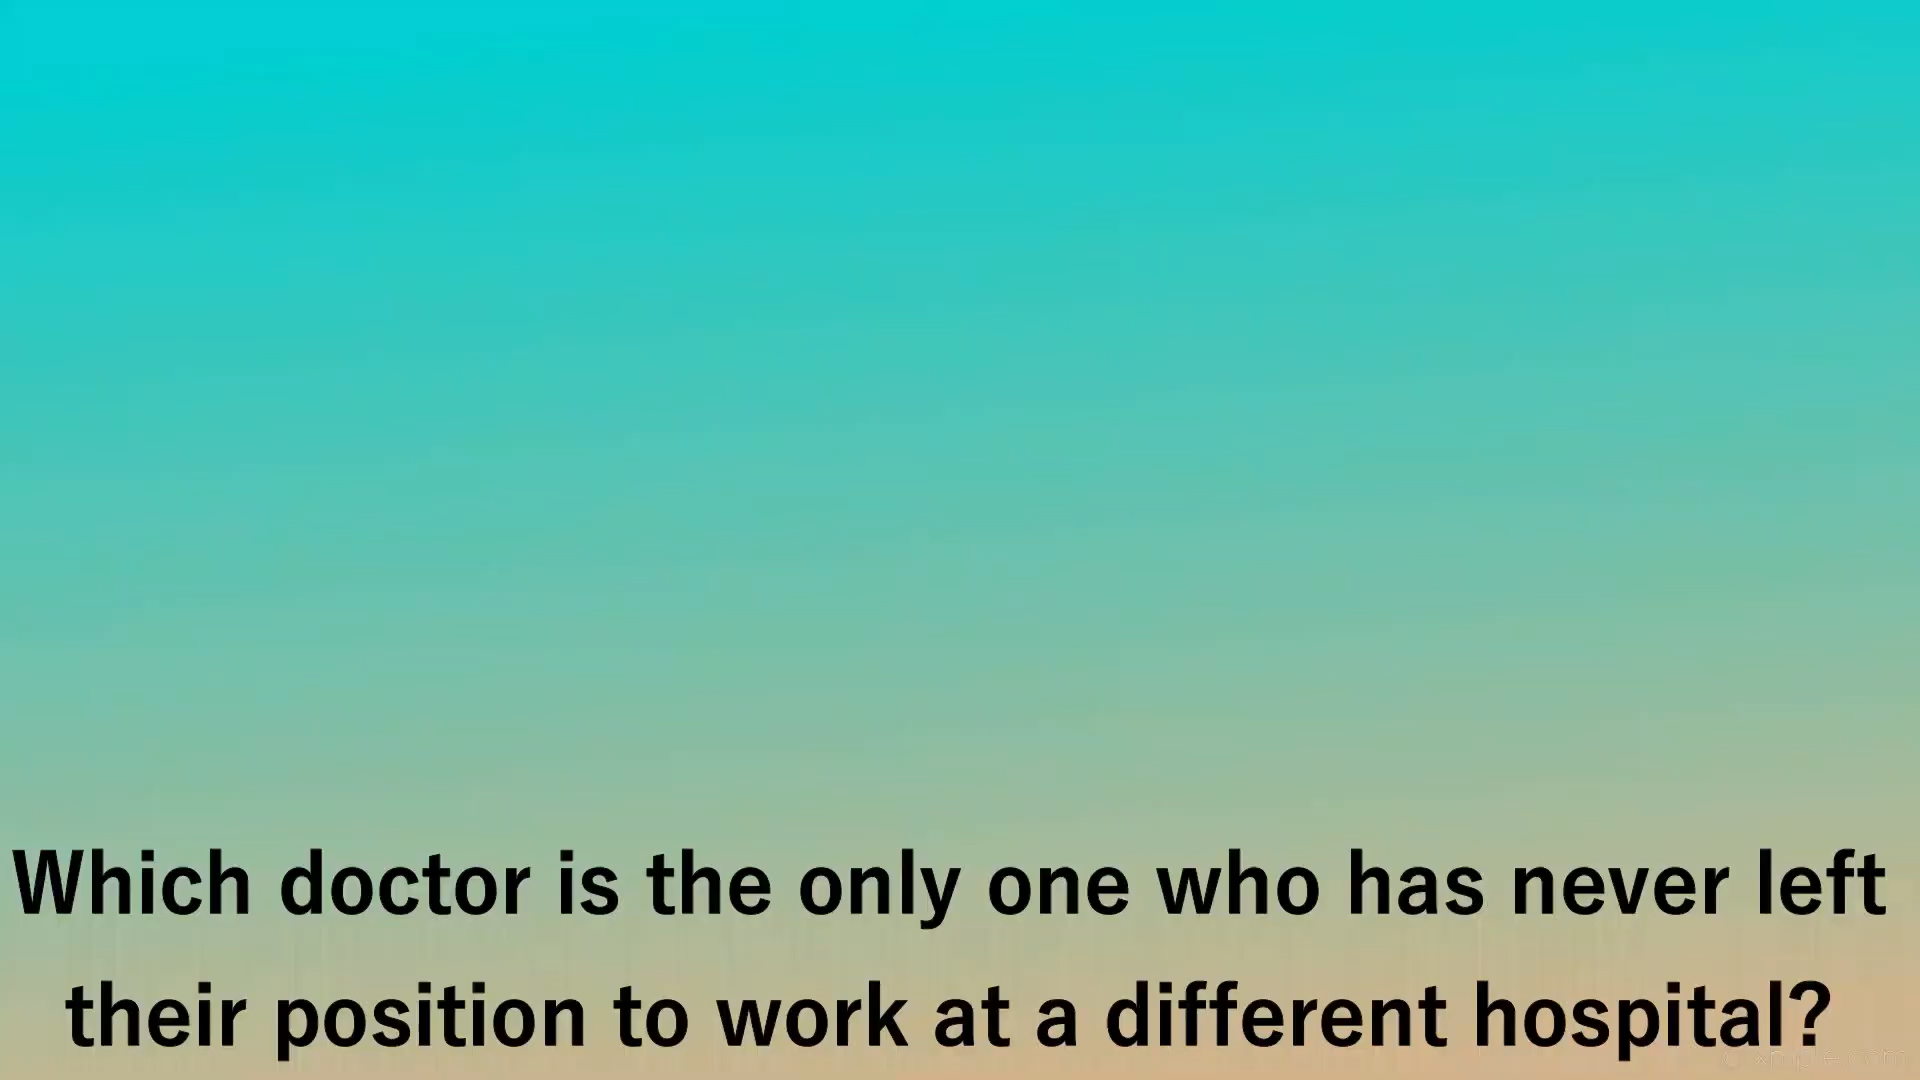 Which doctor is the only one who has never left
their position to work at a different hospital?